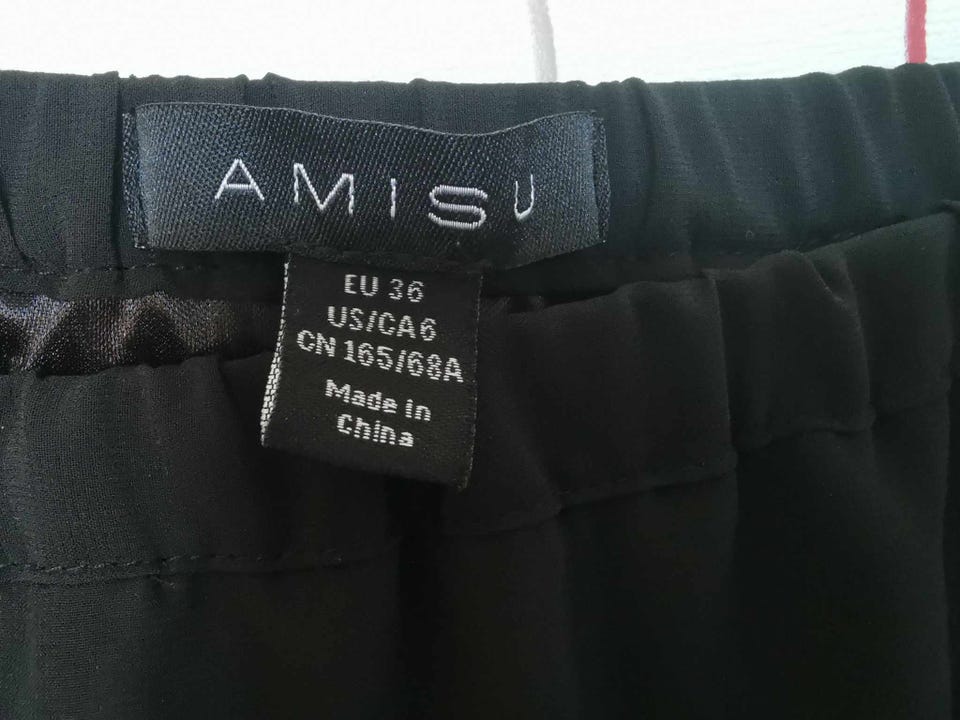 AMISU
EU 36
US/CA 6
CN 165/68A
Made in
China